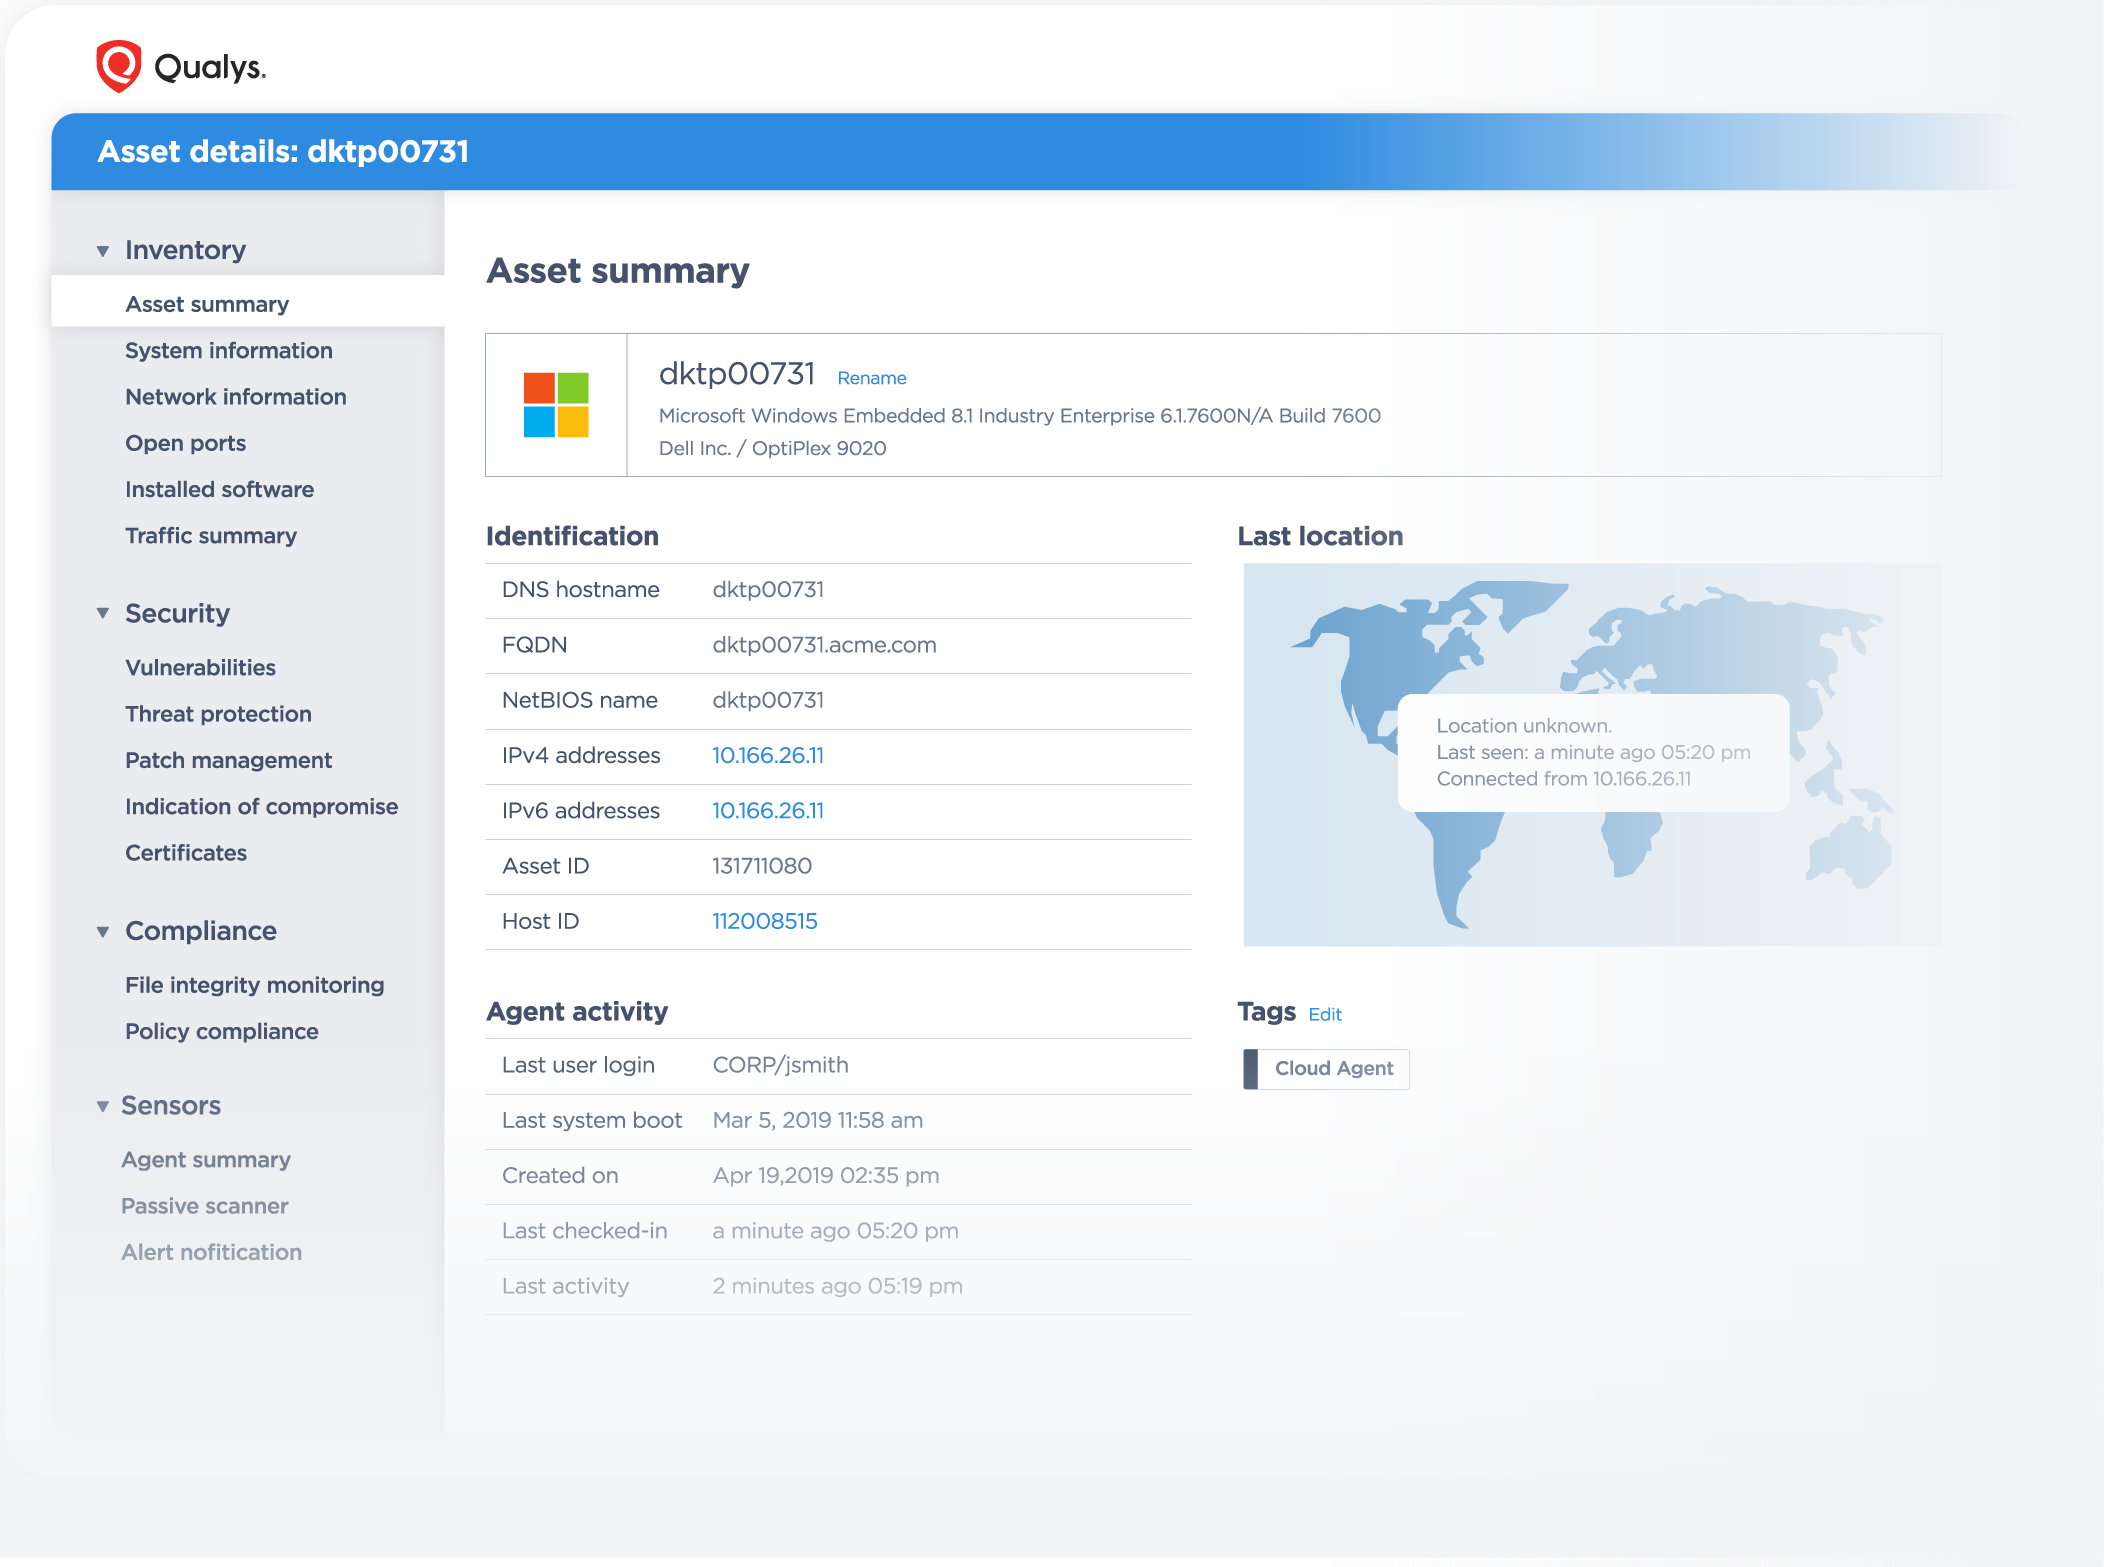 Qualys.
Asset details: dktp00731
Inventory
Asset summary
System information
Network information
Open ports
Installed software
Traffic summary
Security
Vulnerabilities
Threat protection
Patch management
Indication of compromise
Certificates
Compliance
File integrity monitoring
Policy compliance
Sensors
Agent summary
Passive scanner
Alert nofitication
Asset summary
dktp00731 Rename
Microsoft Windows Embedded 8.1 Industry Enterprise 6.1.7600N/A Build 7600
Dell Inc. / OptiPlex 9020
Identification
DNS hostname dktp00731
FQDN dktp00731.acme.com
NetBIOS name dktp00731
IPv4 addresses 10.166.26.11
IPv6 addresses 10.166.26.11
Asset ID 131711080
Host ID 112008515
Last location
Location unknown.
Last seen: a minute ago 05:20 pm
Connected from 10.166.26.11
Agent activity
Last user login CORP/jsmith
Last system boot Mar 5, 2019 11:58 am
Created on Apr 19,2019 02:35 pm
Last checked-in a minute ago 05:20 pm
Last activity 2 minutes ago 05:19 pm
Tags Edit
Cloud Agent